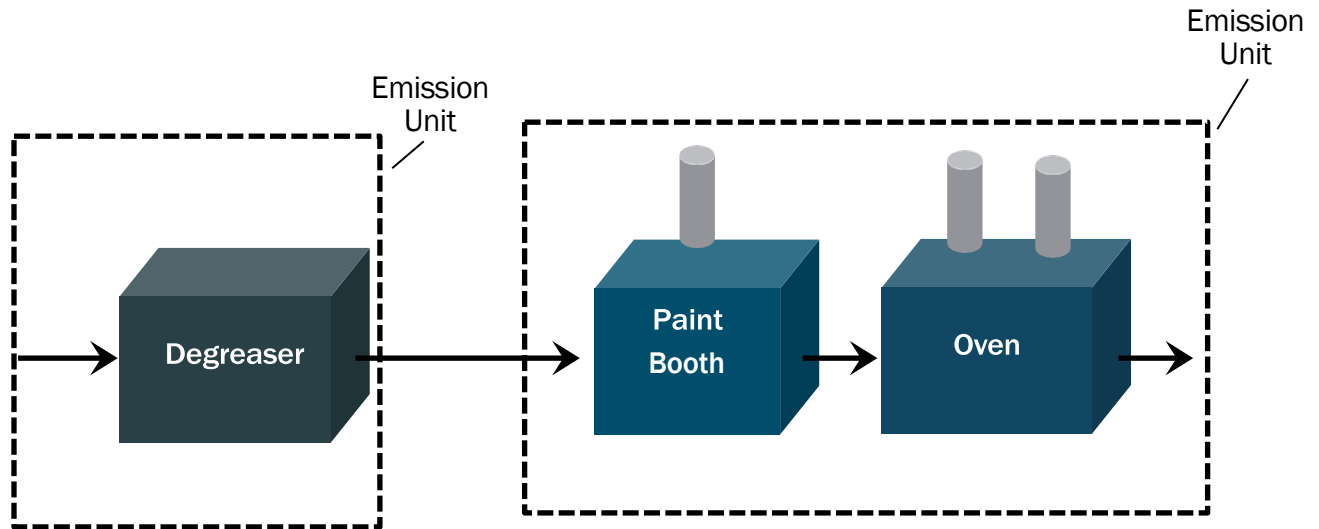 Emission
Unit
Emission
Unit
Degreaser
Paint
Booth
Oven